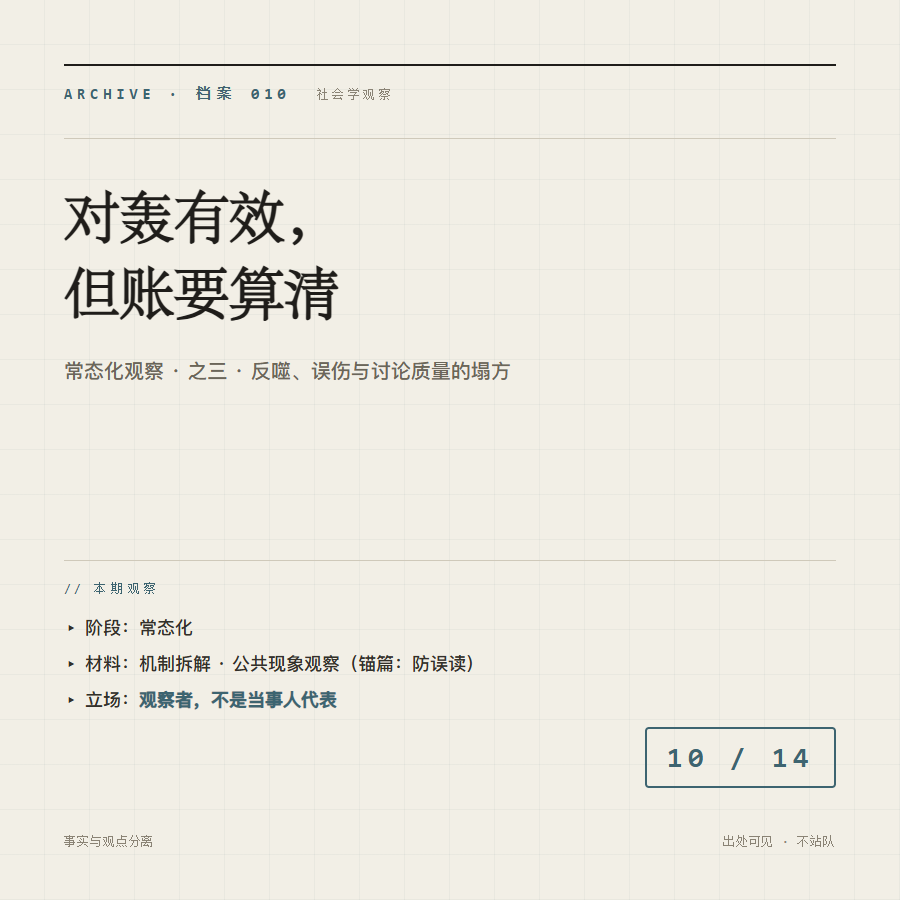 ARCHIVE · 档案 010 社会学观察
对轰有效，
但账要算清
常态化观察 · 之三 · 反噬、误伤与讨论质量的塌方
// 本期观察
▸ 阶段：常态化
▸ 材料：机制拆解 · 公共现象观察（锚篇：防误读）
▸ 立场：观察者，不是当事人代表
10 / 14
事实与观点分离
出处可见 · 不站队